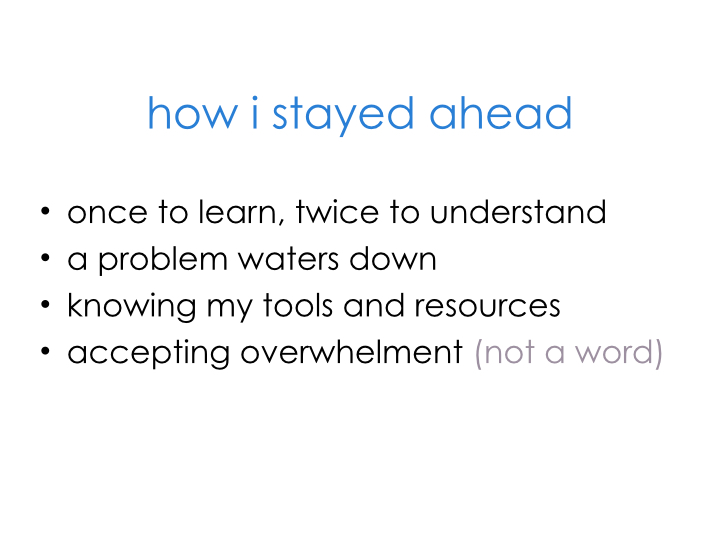 how i stayed ahead
• once to learn, twice to understand
• a problem waters down
• knowing my tools and resources
• accepting overwhelment (not a word)